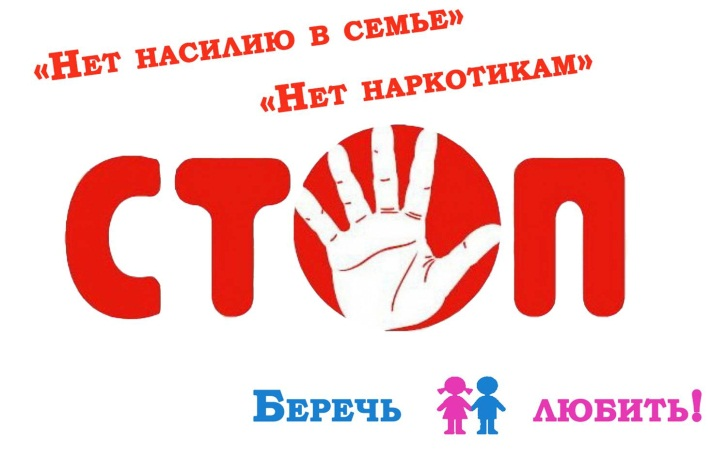 «Нет насилию в семье»
«Нет наркотикам»
СТОП
Беречь любить!